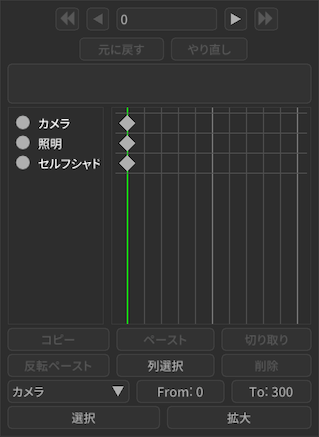 0
元に戻す やり直し
カメラ
照明
セルフシャド
コピー ペースト 切り取り
反転ペースト 列選択 削除
カメラ From: 0 To: 300
選択 拡大